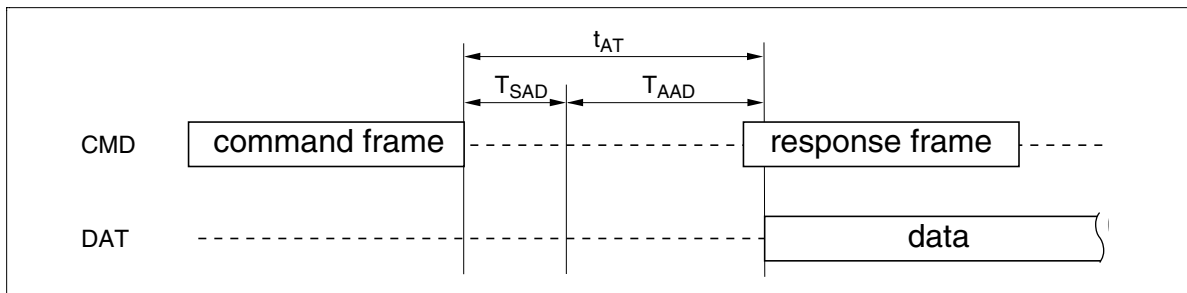 tAT
TSAD TAAD
CMD command frame response frame
DAT data